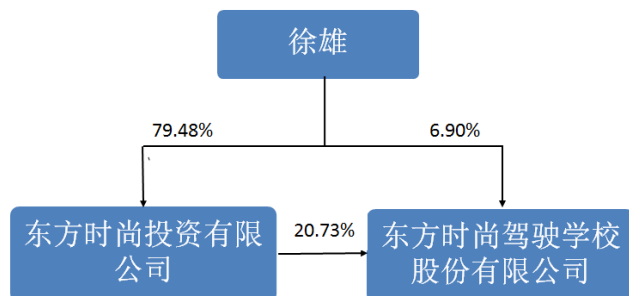 徐雄
79.48%
6.90%
东方时尚投资有限
公司
20.73%
东方时尚驾驶学校
股份有限公司